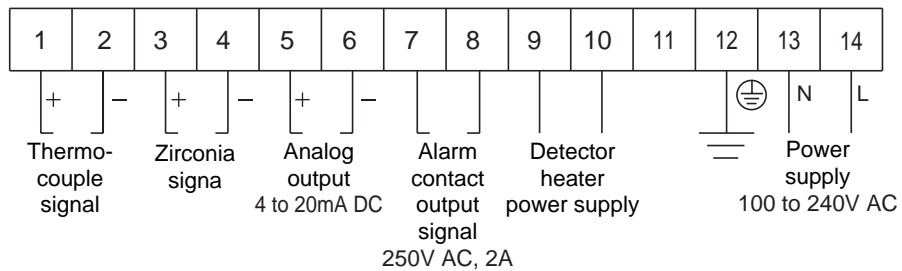 1 2 3 4 5 6 7 8 9 10 11 12 13 14
+ − + − + − N L
Thermo-
couple
signal
Zirconia
signa
Analog
output
4 to 20mA DC
Alarm
contact
output
signal
250V AC, 2A
Detector
heater
power supply
Power
supply
100 to 240V AC